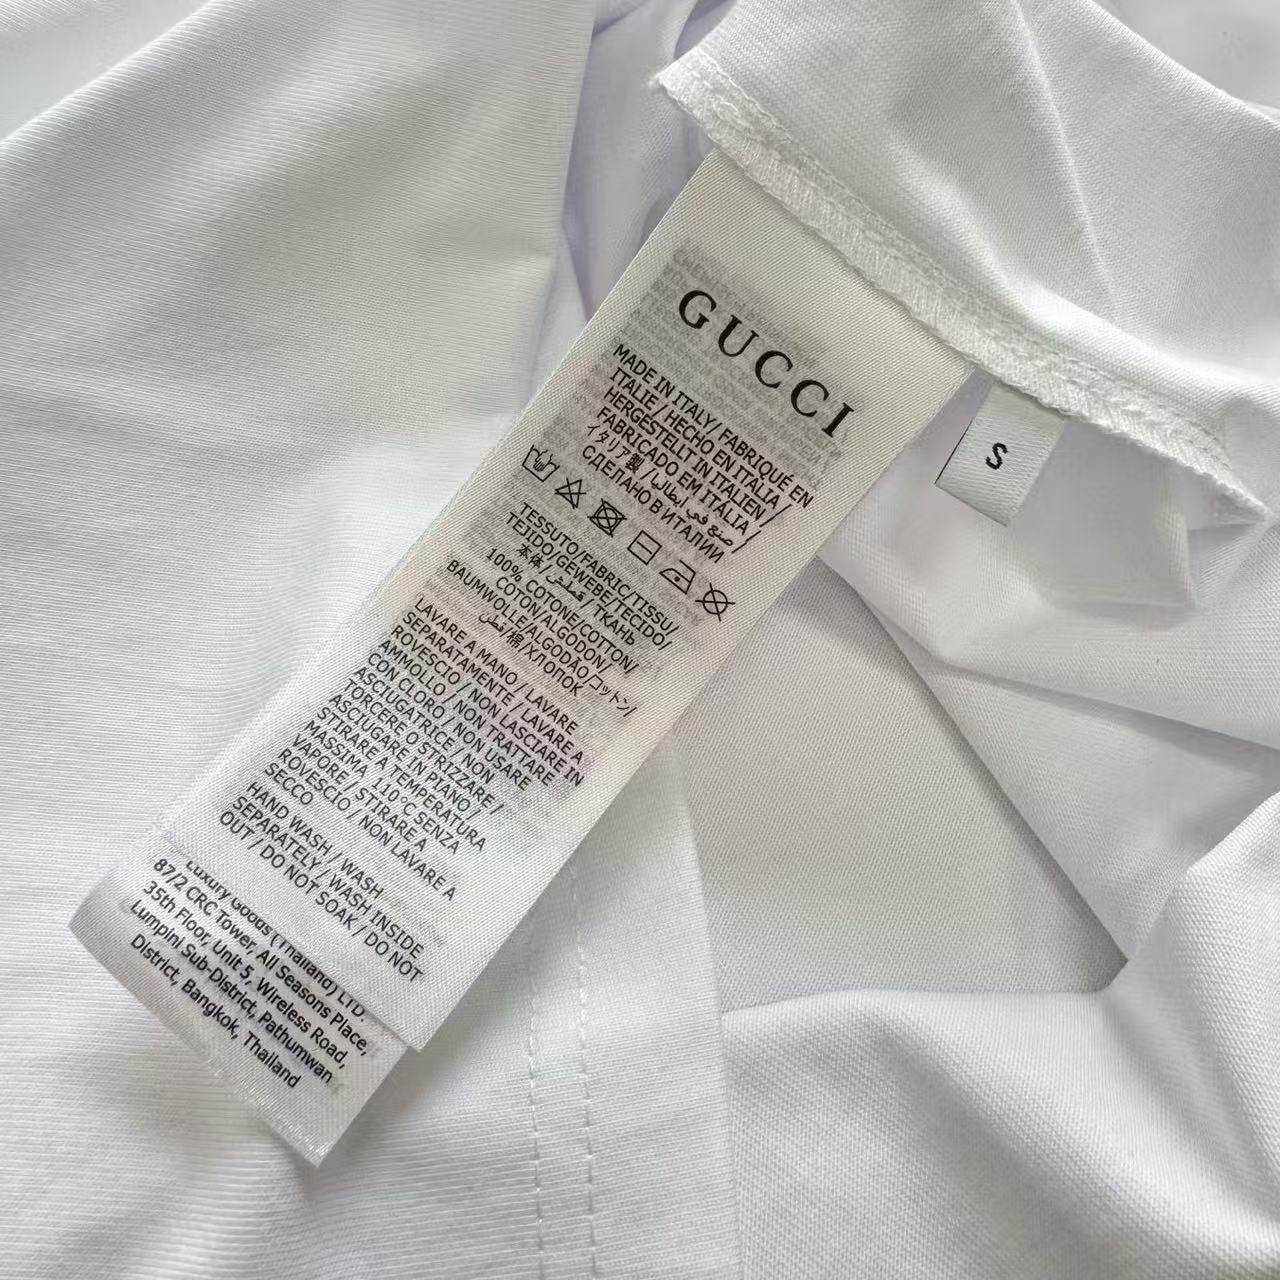 GUCCI
MADE IN ITALY / FABRIQUÉ EN
ITALIE / HECHO EN ITALIA /
HERGESTELLT IN ITALIEN /
FABRICADO EM ITÁLIA /
イタリア製 / صنع في ايطاليا /
СДЕЛАНО В ИТАЛИИ
TESSUTO/FABRIC/TISSU/
TEJIDO/GEWEBE/TECIDO/
本体 / قماش / ТКАНЬ
100% COTONE/COTTON/
COTON/ALGODON/
BAUMWOLLE/ALGODÃO/コットン/
قطن/棉/ХЛОПОК
LAVARE A MANO / LAVARE
SEPARATAMENTE / LAVARE A
ROVESCIO / NON LASCIARE IN
AMMOLLO / NON TRATTARE
CON CLORO / NON USARE
ASCIUGATRICE / NON
TORCERE O STRIZZARE /
ASCIUGARE IN PIANO /
STIRARE A TEMPERATURA
MASSIMA 110°C SENZA
VAPORE / STIRARE A
ROVESCIO / NON LAVARE A
SECCO
HAND WASH / WASH
SEPARATELY / WASH INSIDE
OUT / DO NOT SOAK / DO NOT
Luxury Goods (Thailand) LTD.
87/2 CRC Tower, All Seasons Place,
35th Floor, Unit 5, Wireless Road,
Lumpini Sub-District, Pathumwan
District, Bangkok, Thailand
S